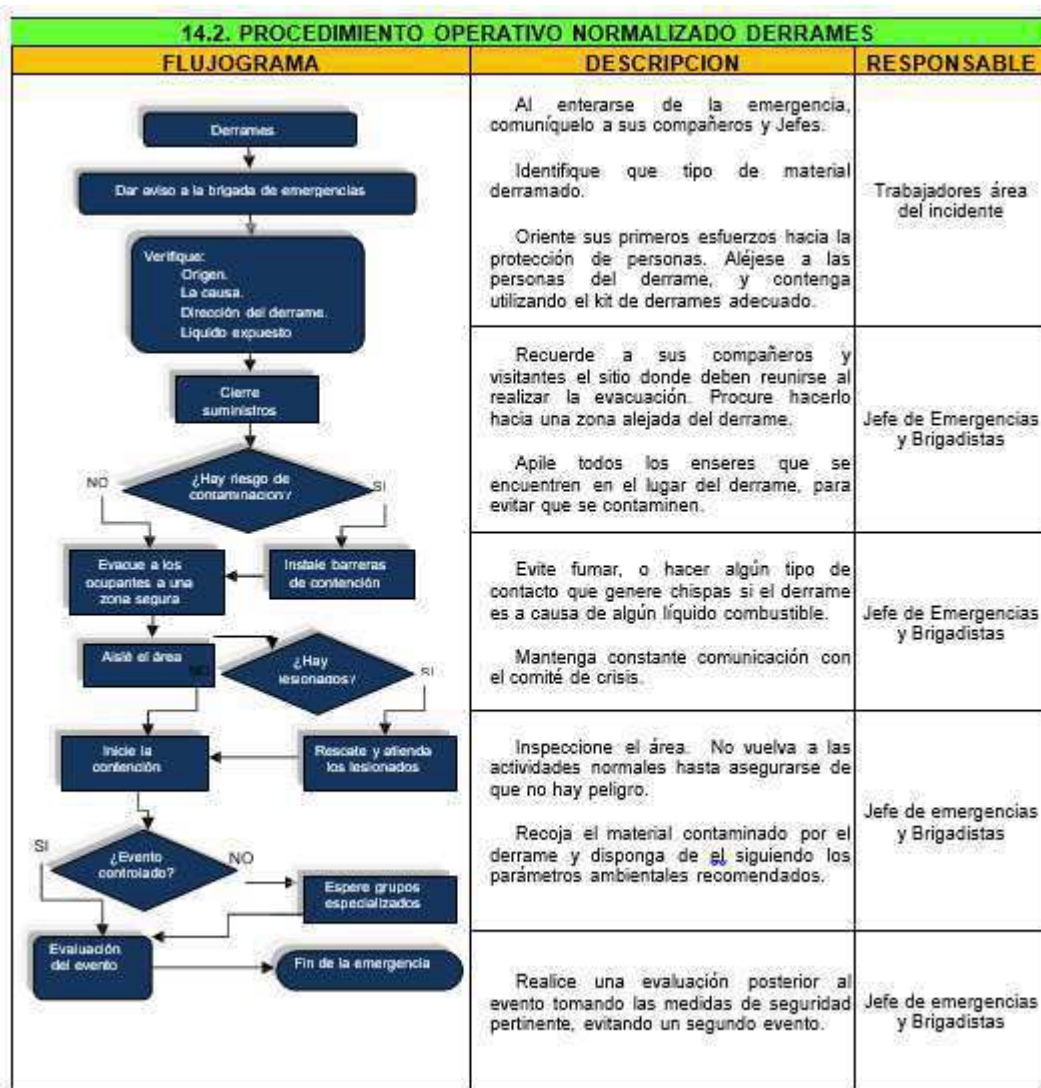 14.2. PROCEDIMIENTO OPERATIVO NORMALIZADO DERRAMES
FLUJOGRAMA
DESCRIPCION
RESPONSABLE
Derrames
Dar aviso a la brigada de emergencias
Verifique:
Origen.
La causa.
Dirección del derrame.
Liquido expuesto
Cierre
suministros
¿Hay riesgo de
contaminacion?
NO
SI
Evacue a los
ocupantes a una
zona segura
Instale barreras
de contención
Aislé el área
¿Hay
lesionados?
NO
SI
Inicie la
contención
Rescate y atienda
los lesionados
¿Evento
controlado?
SI
NO
Espere grupos
especializados
Evaluación
del evento
Fin de la emergencia
Al enterarse de la emergencia,
comuníquelo a sus compañeros y Jefes.
Identifique que tipo de material
derramado.
Oriente sus primeros esfuerzos hacia la
protección de personas. Aléjese a las
personas del derrame, y contenga
utilizando el kit de derrames adecuado.
Trabajadores área
del incidente
Recuerde a sus compañeros y
visitantes el sitio donde deben reunirse al
realizar la evacuación. Procure hacerlo
hacia una zona alejada del derrame.
Apile todos los enseres que se
encuentren en el lugar del derrame, para
evitar que se contaminen.
Jefe de Emergencias
y Brigadistas
Evite fumar, o hacer algún tipo de
contacto que genere chispas si el derrame
es a causa de algún líquido combustible.
Mantenga constante comunicación con
el comité de crisis.
Jefe de Emergencias
y Brigadistas
Inspeccione el área. No vuelva a las
actividades normales hasta asegurarse de
que no hay peligro.
Recoja el material contaminado por el
derrame y disponga de el siguiendo los
parámetros ambientales recomendados.
Jefe de emergencias
y Brigadistas
Realice una evaluación posterior al
evento tomando las medidas de seguridad
pertinente, evitando un segundo evento.
Jefe de emergencias
y Brigadistas